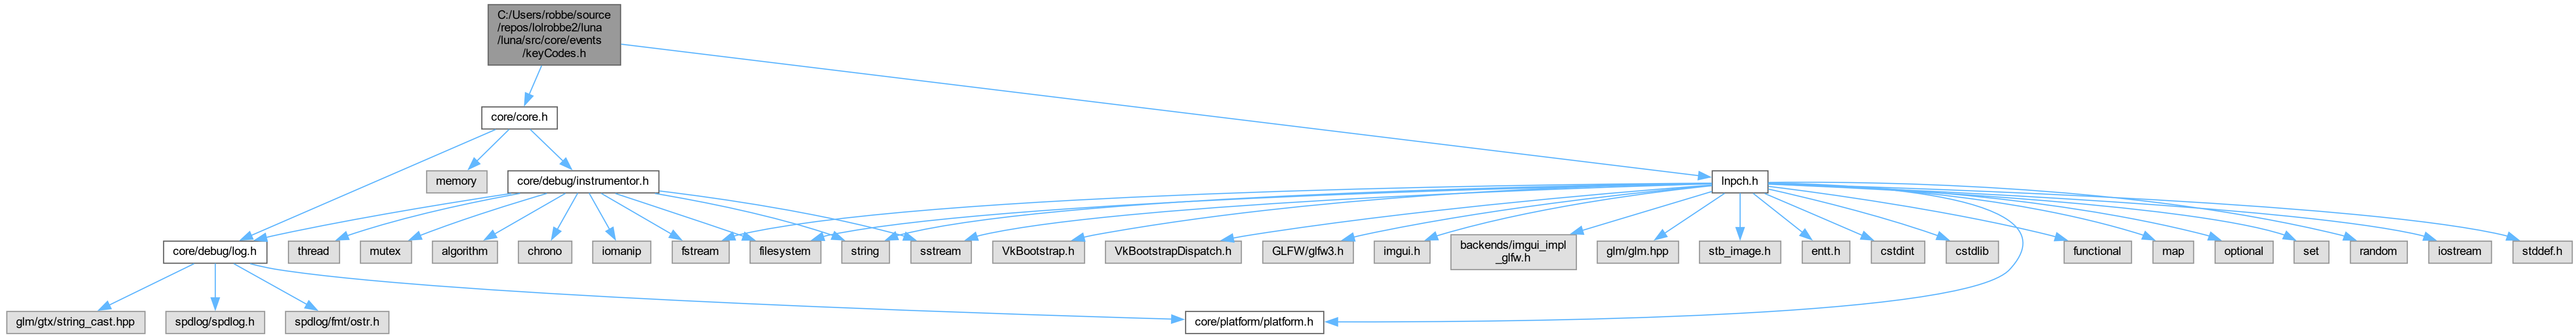 C:/Users/robbe/source
/repos/lolrobbe2/luna
/luna/src/core/events
/keyCodes.h
core/core.h
memory
core/debug/instrumentor.h
lnpch.h
core/debug/log.h
thread
mutex
algorithm
chrono
iomanip
fstream
filesystem
string
sstream
VkBootstrap.h
VkBootstrapDispatch.h
GLFW/glfw3.h
imgui.h
backends/imgui_impl
_glfw.h
glm/glm.hpp
stb_image.h
entt.h
cstdint
cstdlib
functional
map
optional
set
random
iostream
stddef.h
glm/gtx/string_cast.hpp
spdlog/spdlog.h
spdlog/fmt/ostr.h
core/platform/platform.h